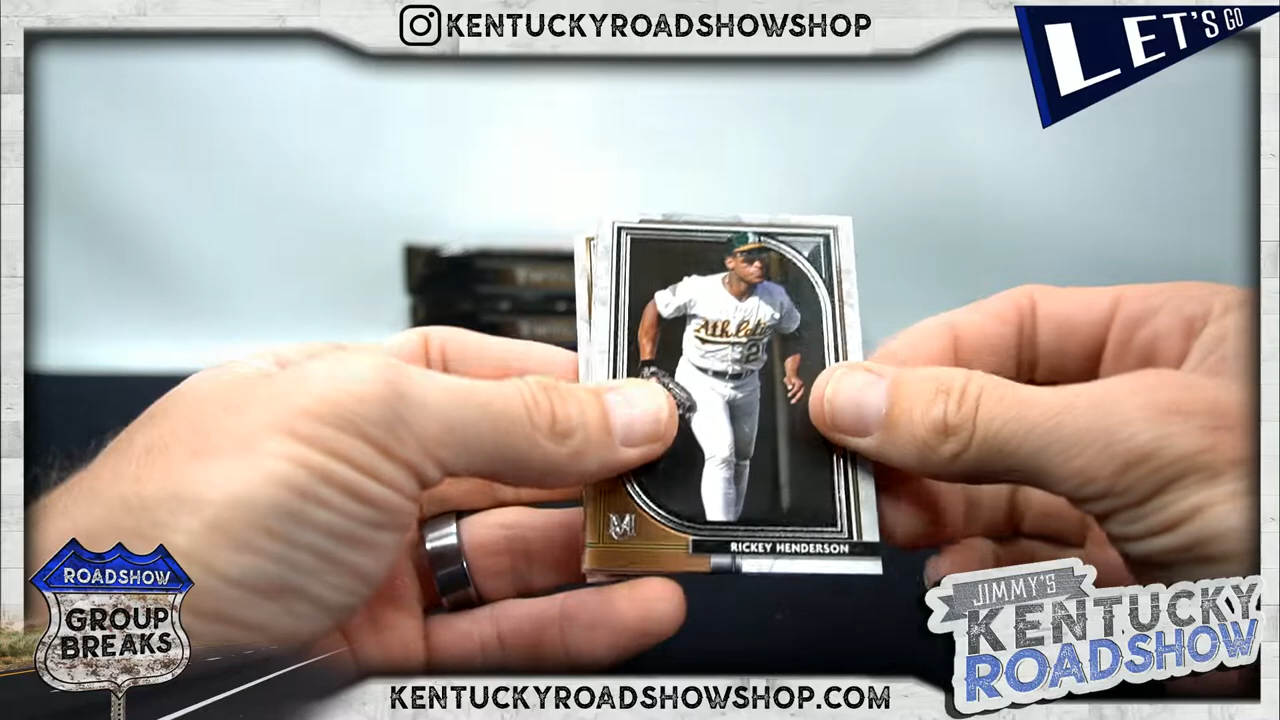 KENTUCKYROADSHOWSHOP
LET'S GO
Athletics
M
RICKEY HENDERSON
ROADSHOW
GROUP
BREAKS
JIMMY'S
KENTUCKY
ROADSHOW
KENTUCKYROADSHOWSHOP.COM